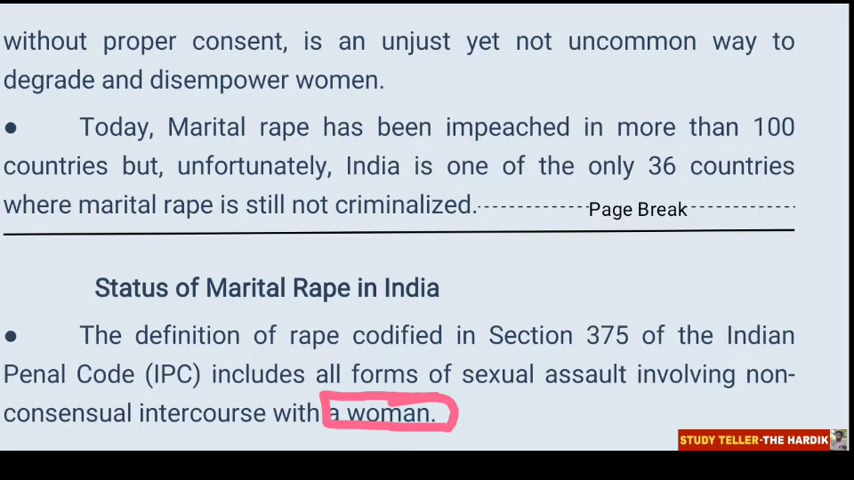 without proper consent, is an unjust yet not uncommon way to
degrade and disempower women.
● Today, Marital rape has been impeached in more than 100
countries but, unfortunately, India is one of the only 36 countries
where marital rape is still not criminalized.
Page Break
Status of Marital Rape in India
● The definition of rape codified in Section 375 of the Indian
Penal Code (IPC) includes all forms of sexual assault involving non-
consensual intercourse with a woman.
STUDY TELLER-THE HARDIK